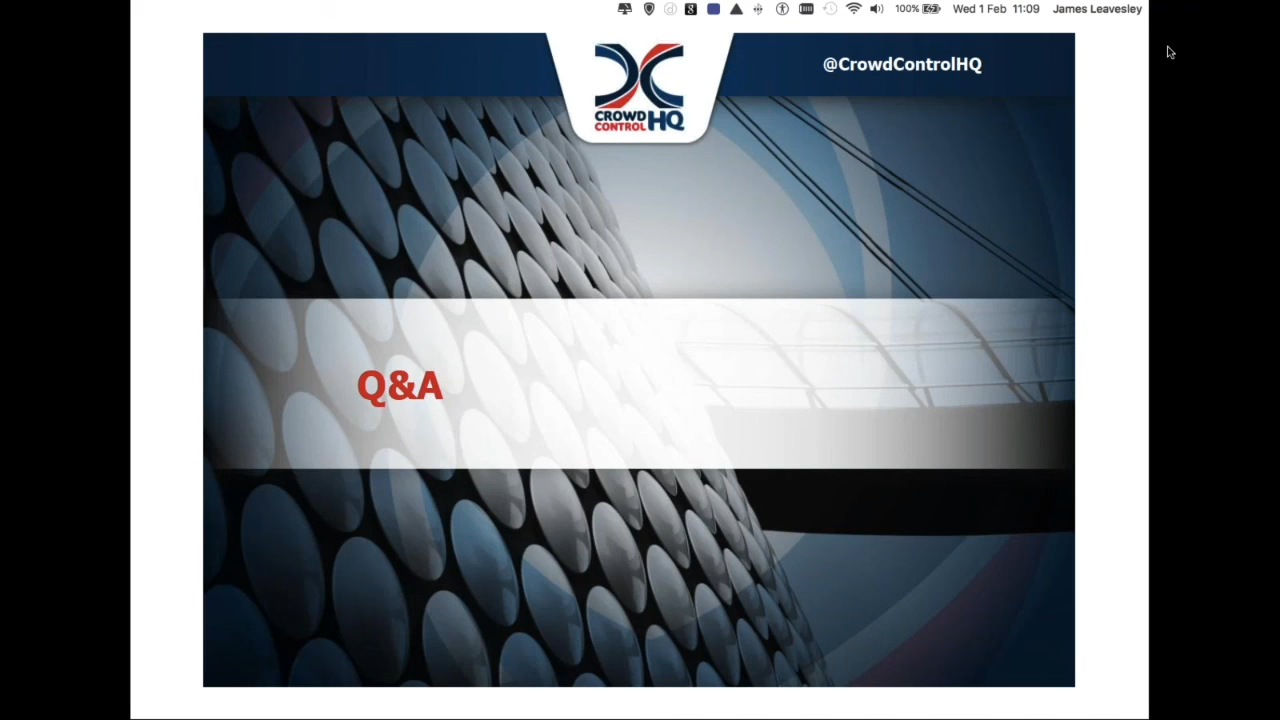 100% Wed 1 Feb 11:09 James Leavesley
@CrowdControlHQ
CROWD
CONTROL HQ
Q&A